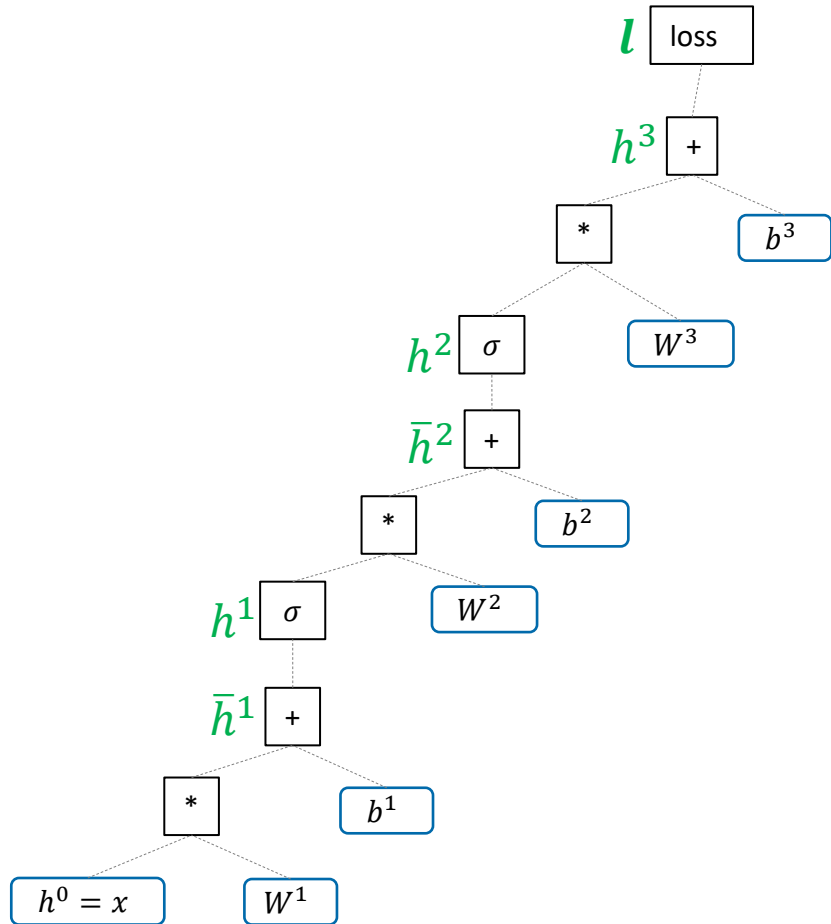 l loss
h³ +
* b³
h² σ W³
h̅² +
* b²
h¹ σ W²
h̅¹ +
* b¹
h⁰ = x W¹